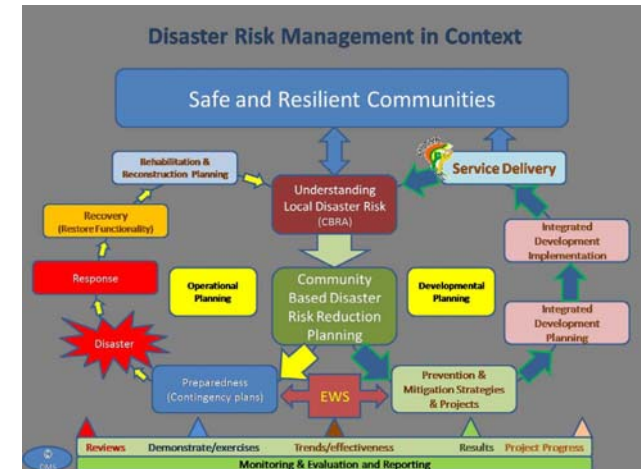 Disaster Risk Management in Context
Safe and Resilient Communities
Rehabilitation &
Reconstruction Planning
Service Delivery
Understanding
Local Disaster Risk
(CBRA)
Recovery
(Restore Functionality)
Integrated
Development
Implementation
Response
Operational
Planning
Community
Based Disaster
Risk Reduction
Planning
Developmental
Planning
Integrated
Development
Planning
Disaster
Preparedness
(Contingency plans)
EWS
Prevention &
Mitigation Strategies
& Projects
Reviews
Demonstrate/exercises
Trends/effectiveness
Results
Project Progress
©
Monitoring & Evaluation and Reporting